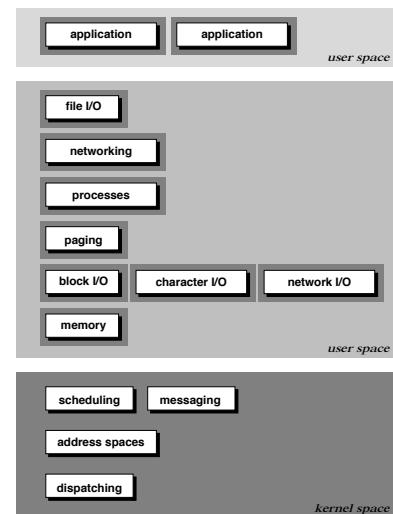 application application
user space
file I/O
networking
processes
paging
block I/O character I/O network I/O
memory
user space
scheduling messaging
address spaces
dispatching
kernel space